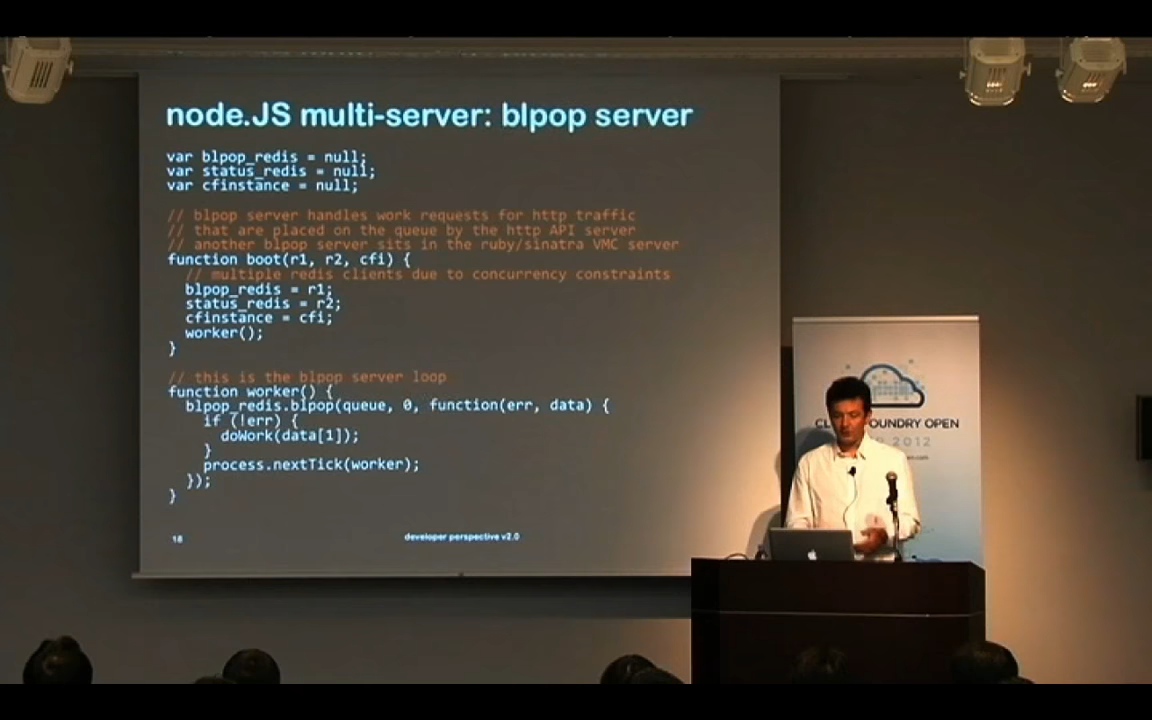 node.JS multi-server: blpop server
var blpop_redis = null;
var status_redis = null;
var cfinstance = null;
// blpop server handles work requests for http traffic
// that are placed on the queue by the http API server
// another blpop server sits in the ruby/sinatra VMC server
function boot(r1, r2, cfi) {
// multiple redis clients due to concurrency constraints
blpop_redis = r1;
status_redis = r2;
cfinstance = cfi;
worker();
}
// this is the blpop server loop
function worker() {
blpop_redis.blpop(queue, 0, function(err, data) {
if (!err) {
doWork(data[1]);
}
process.nextTick(worker);
});
}
18
developer perspective v2.0
OUNDRY OPEN
2012